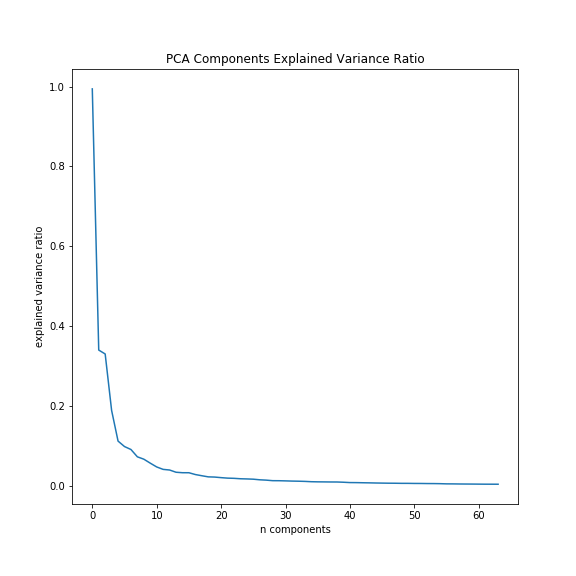 PCA Components Explained Variance Ratio
1.0
0.8
0.6
0.4
0.2
0.0
explained variance ratio
0 10 20 30 40 50 60
n components